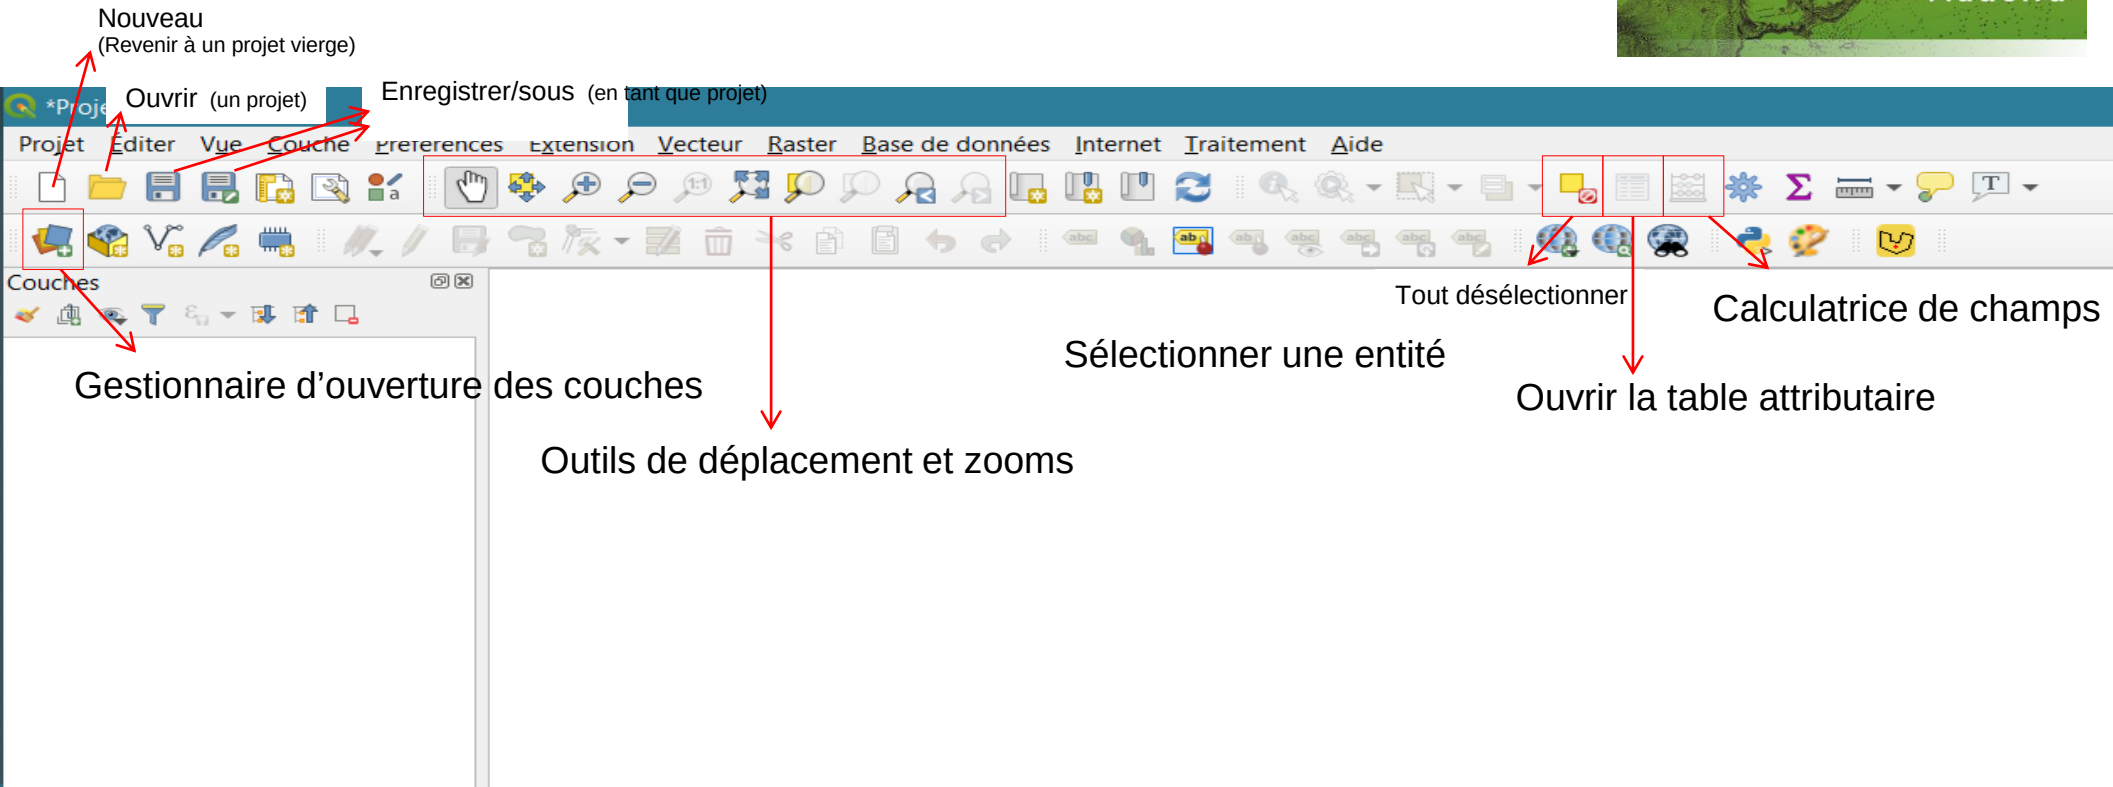 Nouveau
(Revenir à un projet vierge)
Ouvrir (un projet)
Enregistrer/sous (en tant que projet)
*Proje
Projet Éditer Vue Couche Préférences Extension Vecteur Raster Base de données Internet Traitement Aide
Couches
Tout désélectionner
Calculatrice de champs
Sélectionner une entité
Gestionnaire d’ouverture des couches
Ouvrir la table attributaire
Outils de déplacement et zooms